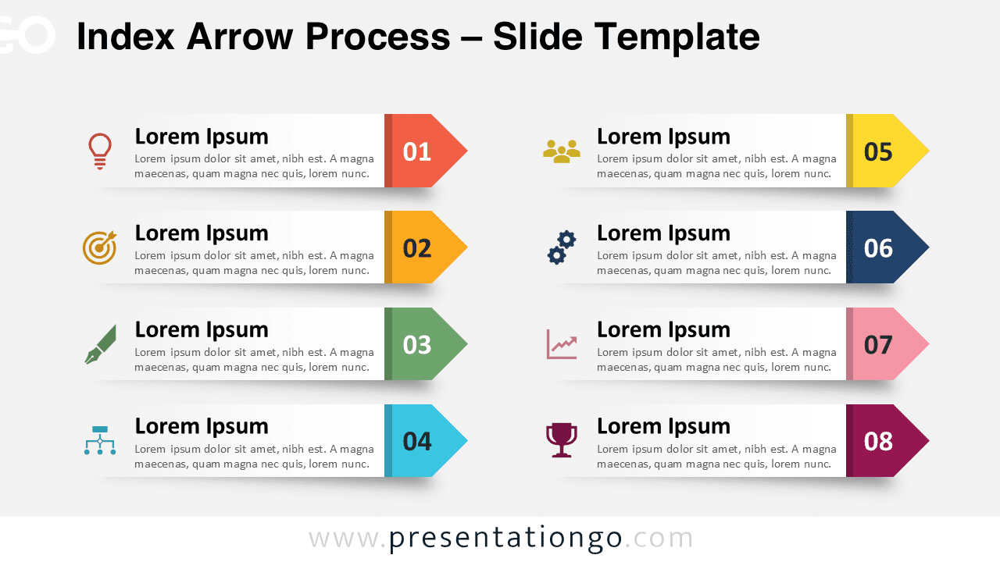 GO
Index Arrow Process – Slide Template
Lorem Ipsum
Lorem ipsum dolor sit amet, nibh est. A magna
maecenas, quam magna nec quis, lorem nunc.
01
Lorem Ipsum
Lorem ipsum dolor sit amet, nibh est. A magna
maecenas, quam magna nec quis, lorem nunc.
02
Lorem Ipsum
Lorem ipsum dolor sit amet, nibh est. A magna
maecenas, quam magna nec quis, lorem nunc.
03
Lorem Ipsum
Lorem ipsum dolor sit amet, nibh est. A magna
maecenas, quam magna nec quis, lorem nunc.
04
Lorem Ipsum
Lorem ipsum dolor sit amet, nibh est. A magna
maecenas, quam magna nec quis, lorem nunc.
05
Lorem Ipsum
Lorem ipsum dolor sit amet, nibh est. A magna
maecenas, quam magna nec quis, lorem nunc.
06
Lorem Ipsum
Lorem ipsum dolor sit amet, nibh est. A magna
maecenas, quam magna nec quis, lorem nunc.
07
Lorem Ipsum
Lorem ipsum dolor sit amet, nibh est. A magna
maecenas, quam magna nec quis, lorem nunc.
08
www.presentationgo.com